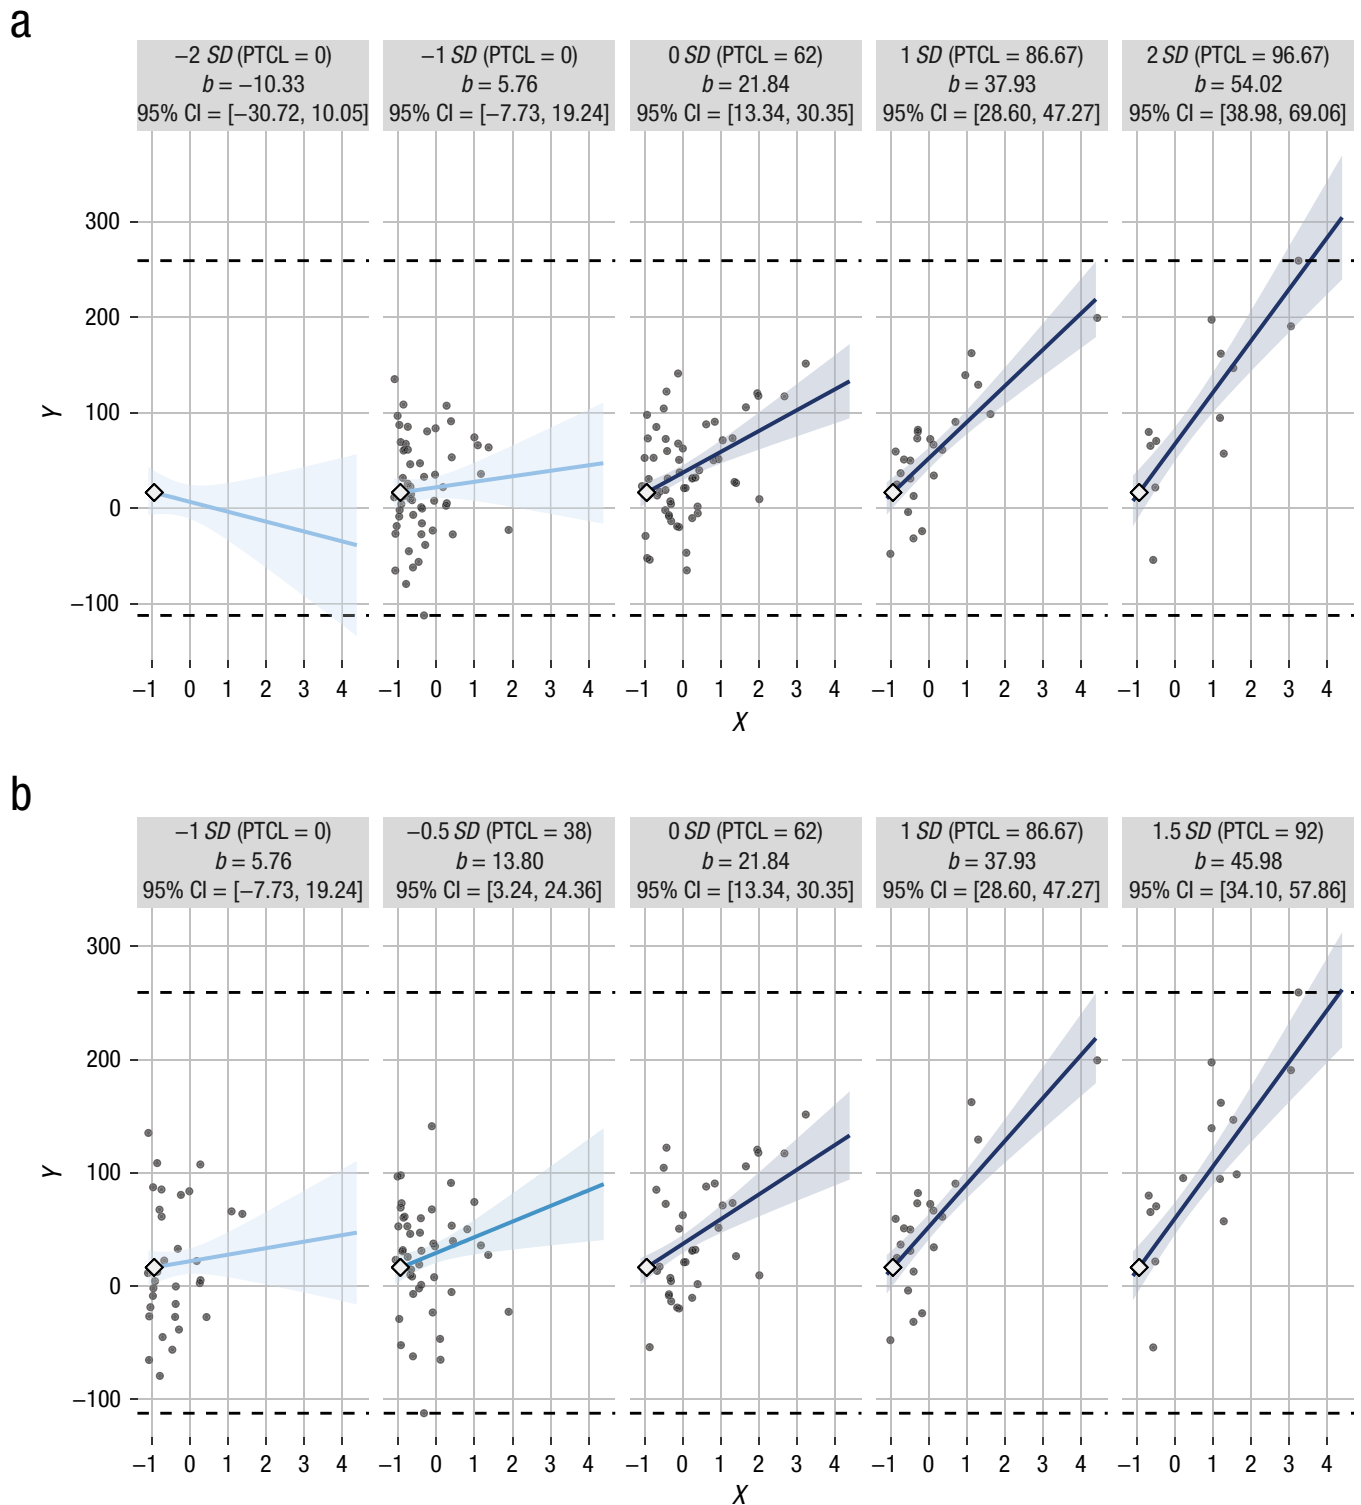 a
−2 SD (PTCL = 0)
b = −10.33
95% CI = [−30.72, 10.05]
−1 SD (PTCL = 0)
b = 5.76
95% CI = [−7.73, 19.24]
0 SD (PTCL = 62)
b = 21.84
95% CI = [13.34, 30.35]
1 SD (PTCL = 86.67)
b = 37.93
95% CI = [28.60, 47.27]
2 SD (PTCL = 96.67)
b = 54.02
95% CI = [38.98, 69.06]
300
200
100
0
−100
Y
−1 0 1 2 3 4
−1 0 1 2 3 4
−1 0 1 2 3 4
−1 0 1 2 3 4
−1 0 1 2 3 4
X
b
−1 SD (PTCL = 0)
b = 5.76
95% CI = [−7.73, 19.24]
−0.5 SD (PTCL = 38)
b = 13.80
95% CI = [3.24, 24.36]
0 SD (PTCL = 62)
b = 21.84
95% CI = [13.34, 30.35]
1 SD (PTCL = 86.67)
b = 37.93
95% CI = [28.60, 47.27]
1.5 SD (PTCL = 92)
b = 45.98
95% CI = [34.10, 57.86]
300
200
100
0
−100
Y
−1 0 1 2 3 4
−1 0 1 2 3 4
−1 0 1 2 3 4
−1 0 1 2 3 4
−1 0 1 2 3 4
X